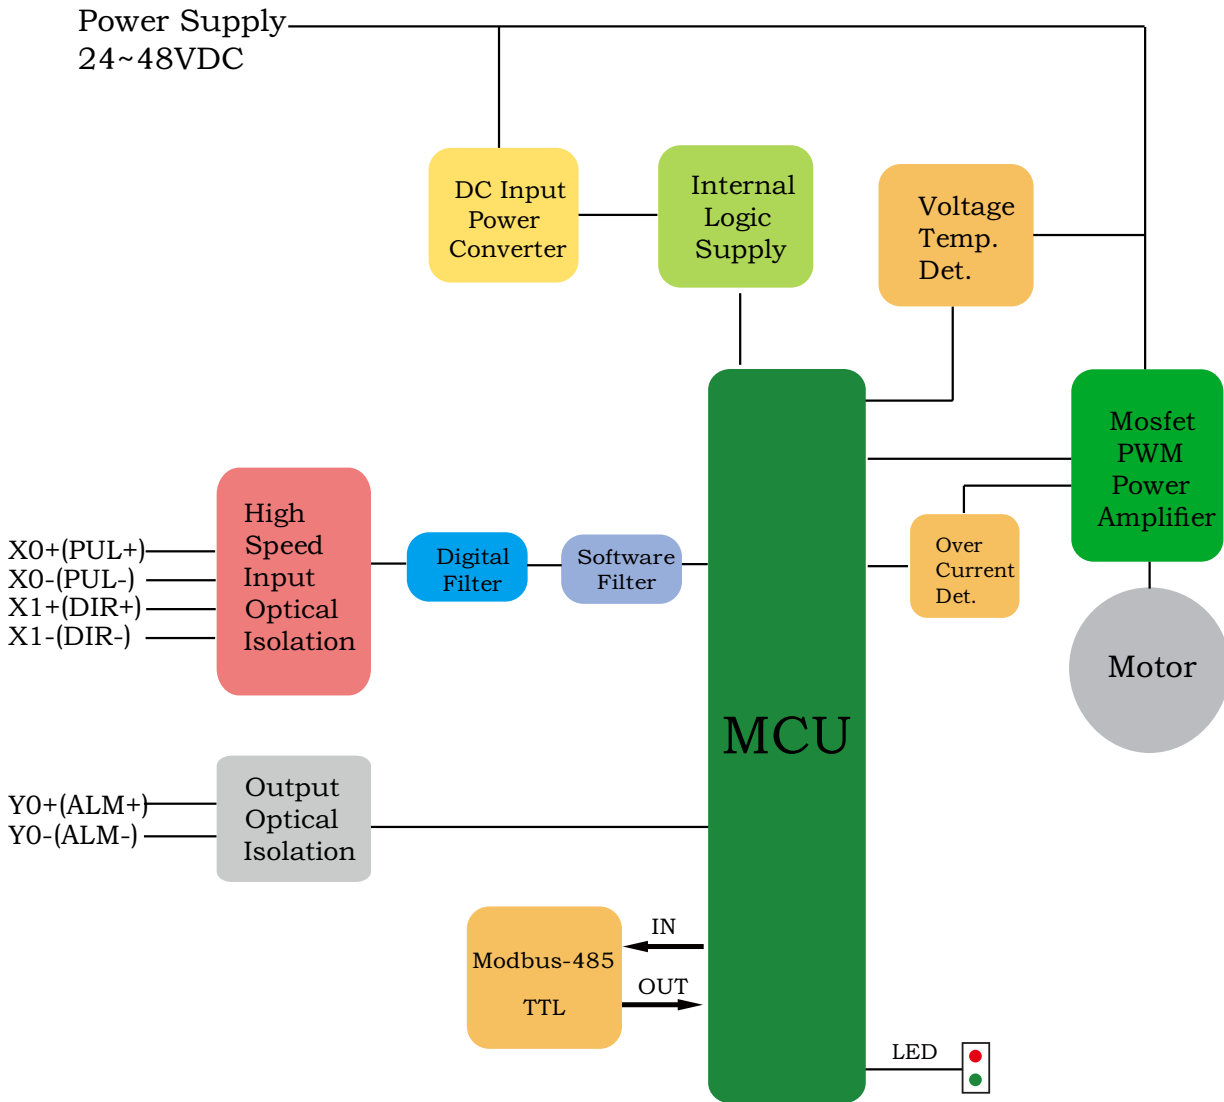 Power Supply
24~48VDC
DC Input
Power
Converter
Internal
Logic
Supply
Voltage
Temp.
Det.
Mosfet
PWM
Power
Amplifier
High
Speed
Input
Optical
Isolation
X0+(PUL+)
X0-(PUL-)
X1+(DIR+)
X1-(DIR-)
Digital
Filter
Software
Filter
Over
Current
Det.
Motor
MCU
Output
Optical
Isolation
Y0+(ALM+)
Y0-(ALM-)
IN
Modbus-485
OUT
TTL
LED